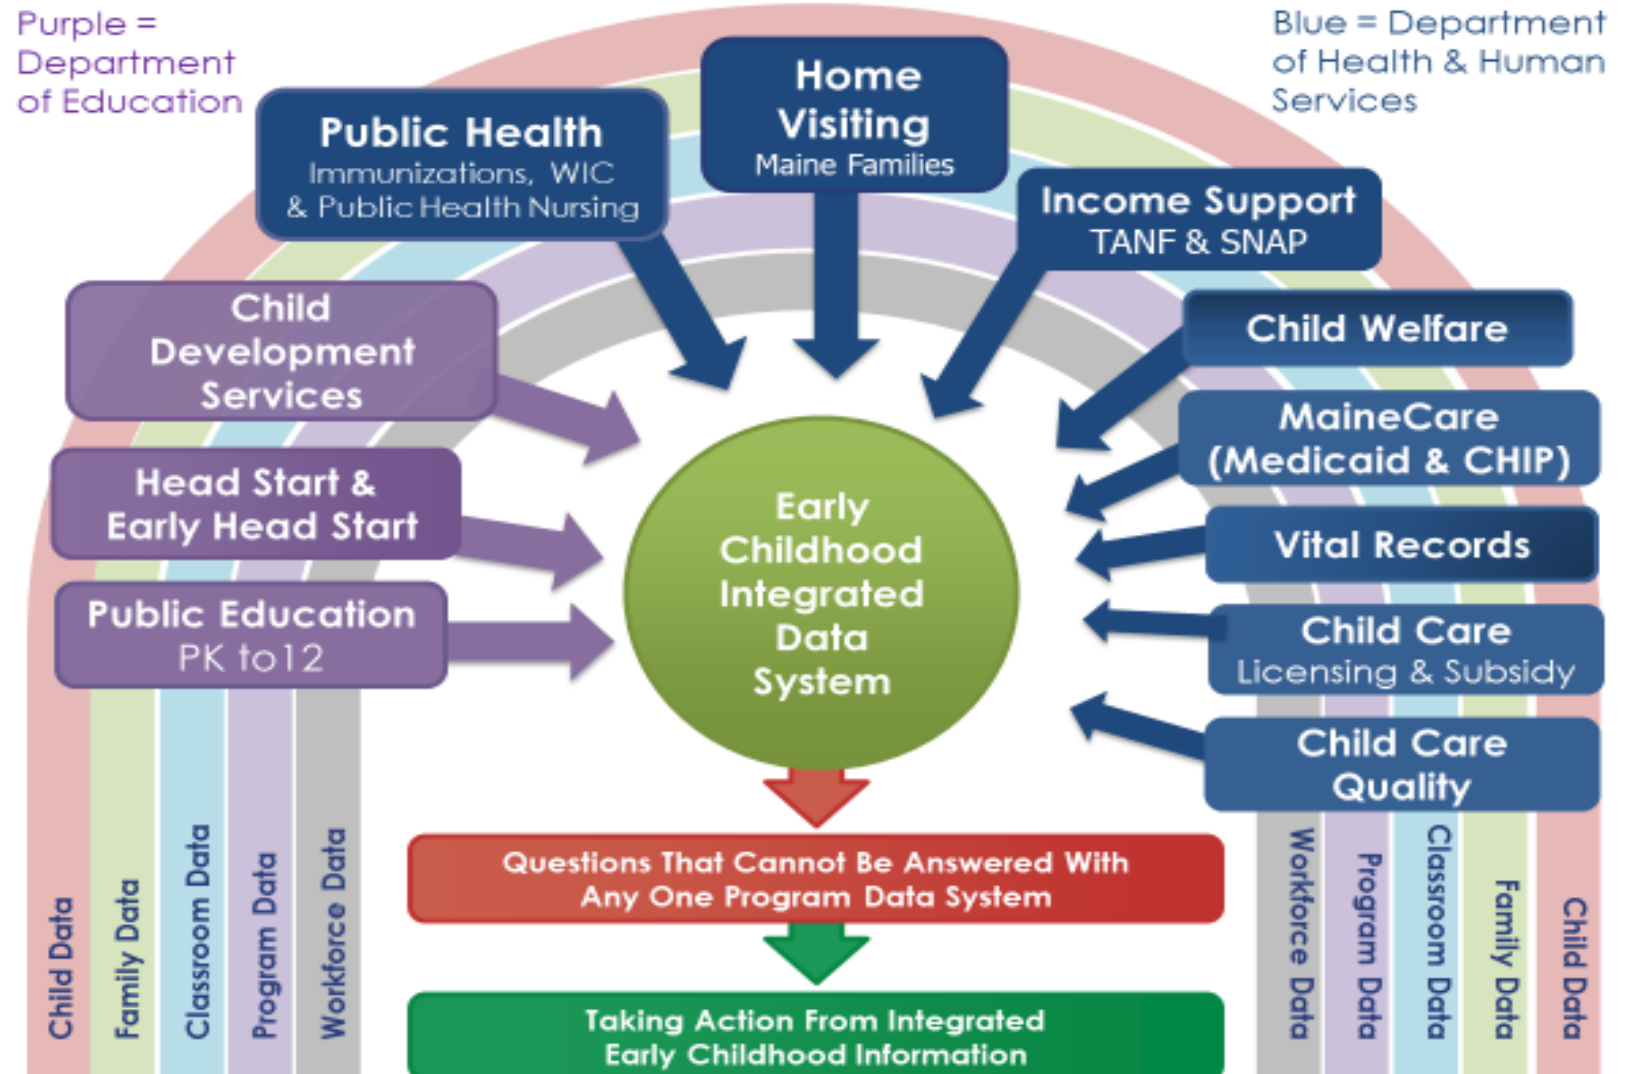 Purple =
Department
of Education
Blue = Department
of Health & Human
Services
Home
Visiting
Maine Families
Public Health
Immunizations, WIC
& Public Health Nursing
Income Support
TANF & SNAP
Child
Development
Services
Child Welfare
MaineCare
(Medicaid & CHIP)
Head Start &
Early Head Start
Vital Records
Public Education
PK to12
Child Care
Licensing & Subsidy
Child Care
Quality
Early
Childhood
Integrated
Data
System
Questions That Cannot Be Answered With
Any One Program Data System
Taking Action From Integrated
Early Childhood Information
Child Data
Family Data
Classroom Data
Program Data
Workforce Data
Workforce Data
Program Data
Classroom Data
Family Data
Child Data